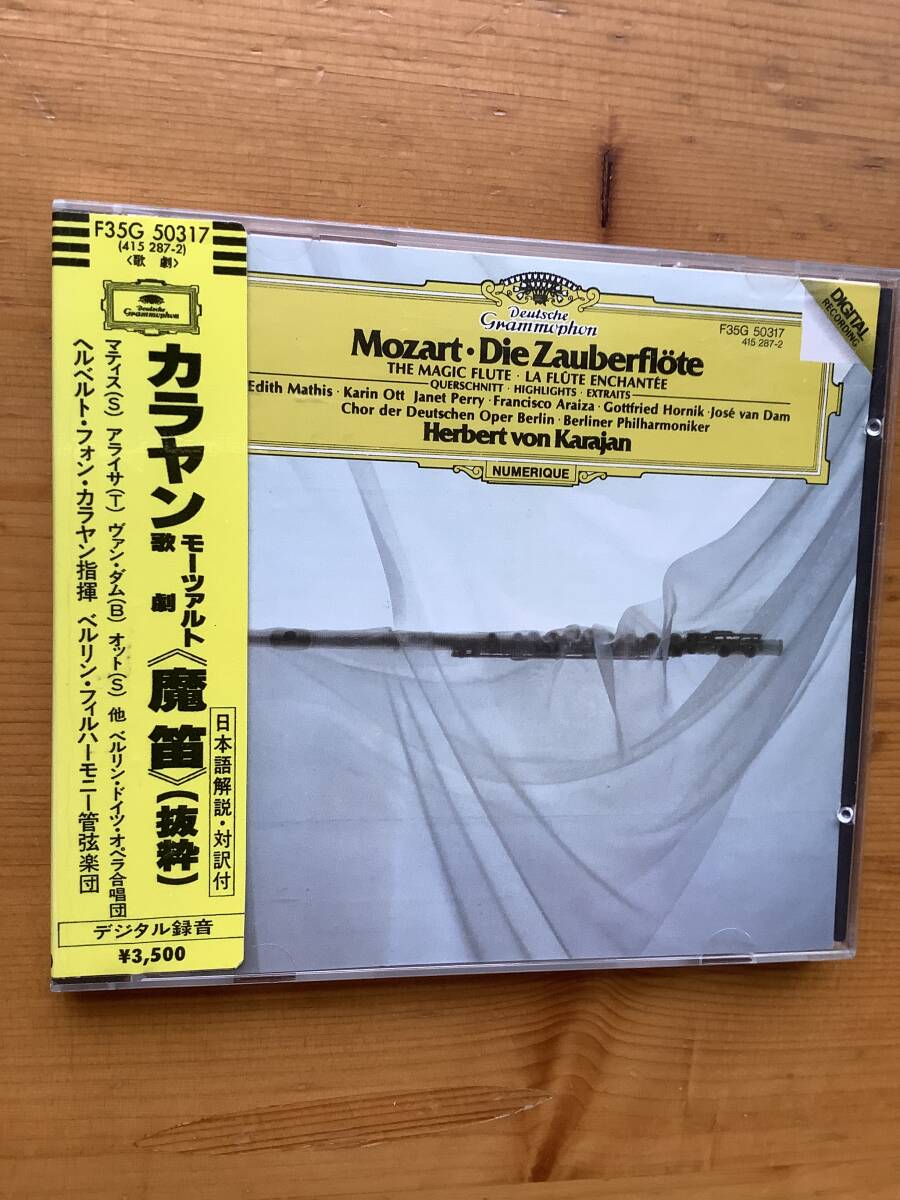 F35G 50317
(415 287-2)
〈歌 劇〉
Deutsche
Grammophon
カラヤン
モーツァルト
歌 劇
《魔 笛》(抜粋)
日本語解説・対訳付
マティス(S) アライサ(T) ヴァン・ダム(B) オット(S) 他 ベルリン・ドイツ・オペラ合唱団
ヘルベルト・フォン・カラヤン指揮 ベルリン・フィルハーモニー管弦楽団
デジタル録音
¥3,500
Deutsche
Grammophon
DIGITAL
RECORDING
F35G 50317
415 287-2
Mozart · Die Zauberflöte
THE MAGIC FLUTE · LA FLÛTE ENCHANTÉE
QUERSCHNITT · HIGHLIGHTS · EXTRAITS
Edith Mathis · Karin Ott Janet Perry · Francisco Araiza · Gottfried Hornik · José van Dam
Chor der Deutschen Oper Berlin · Berliner Philharmoniker
Herbert von Karajan
NUMERIQUE